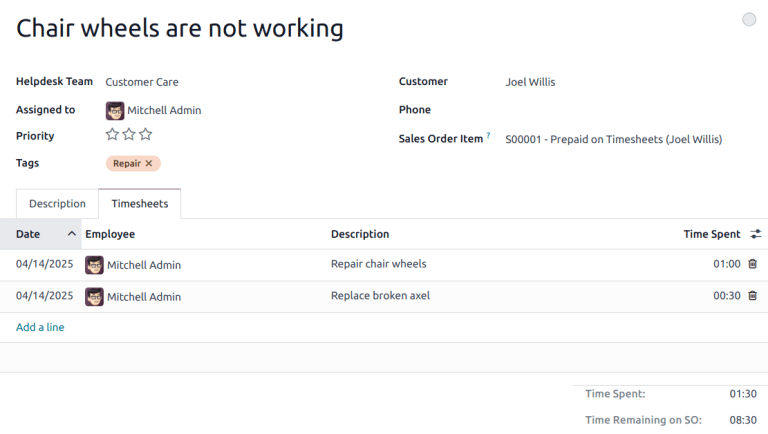 Chair wheels are not working
Helpdesk Team Customer Care
Customer Joel Willis
Assigned to Mitchell Admin
Phone
Priority
Sales Order Item ? S00001 - Prepaid on Timesheets (Joel Willis)
Tags Repair ✕
Description Timesheets
Date Employee Description Time Spent
04/14/2025 Mitchell Admin Repair chair wheels 01:00
04/14/2025 Mitchell Admin Replace broken axel 00:30
Add a line
Time Spent: 01:30
Time Remaining on SO: 08:30